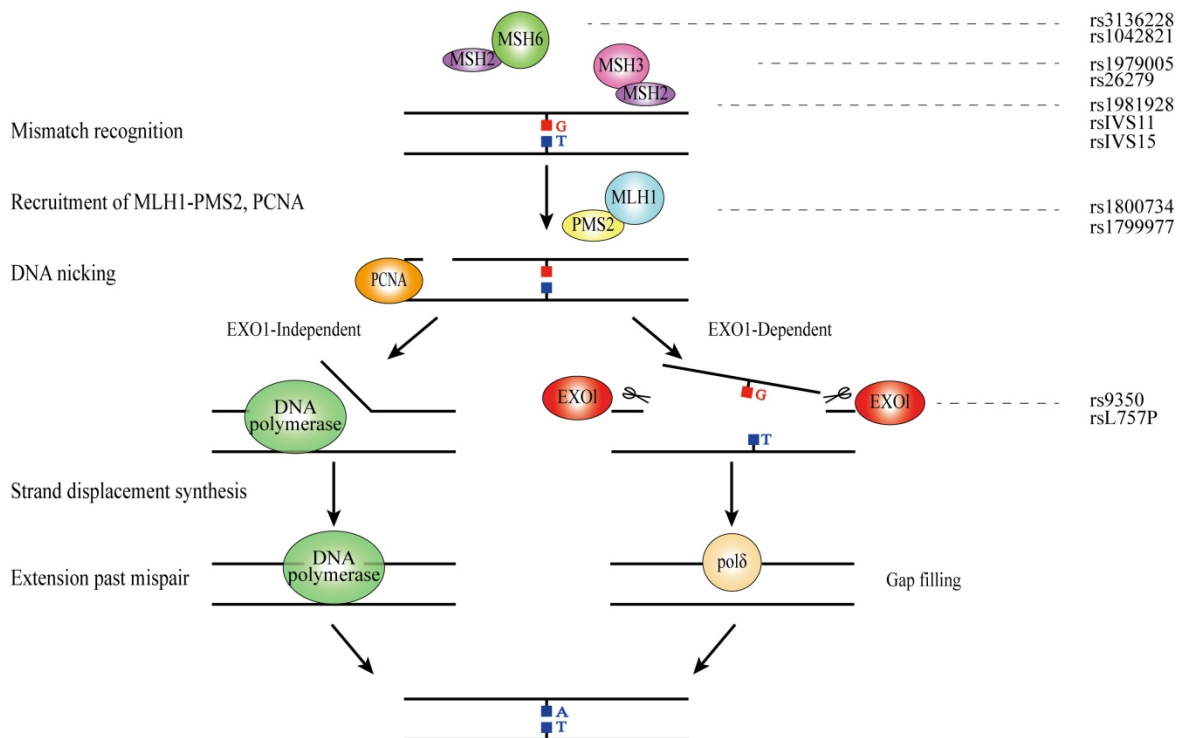 MSH6
MSH2
rs3136228
rs1042821
MSH3
MSH2
rs1979005
rs26279
rs1981928
rsIVS11
rsIVS15
Mismatch recognition
G
T
Recruitment of MLH1-PMS2, PCNA
MLH1
PMS2
rs1800734
rs1799977
DNA nicking
PCNA
EXO1-Independent
EXO1-Dependent
DNA
polymerase
EXO1
G
EXO1
T
rs9350
rsL757P
Strand displacement synthesis
Extension past mispair
DNA
polymerase
polδ
Gap filling
A
T